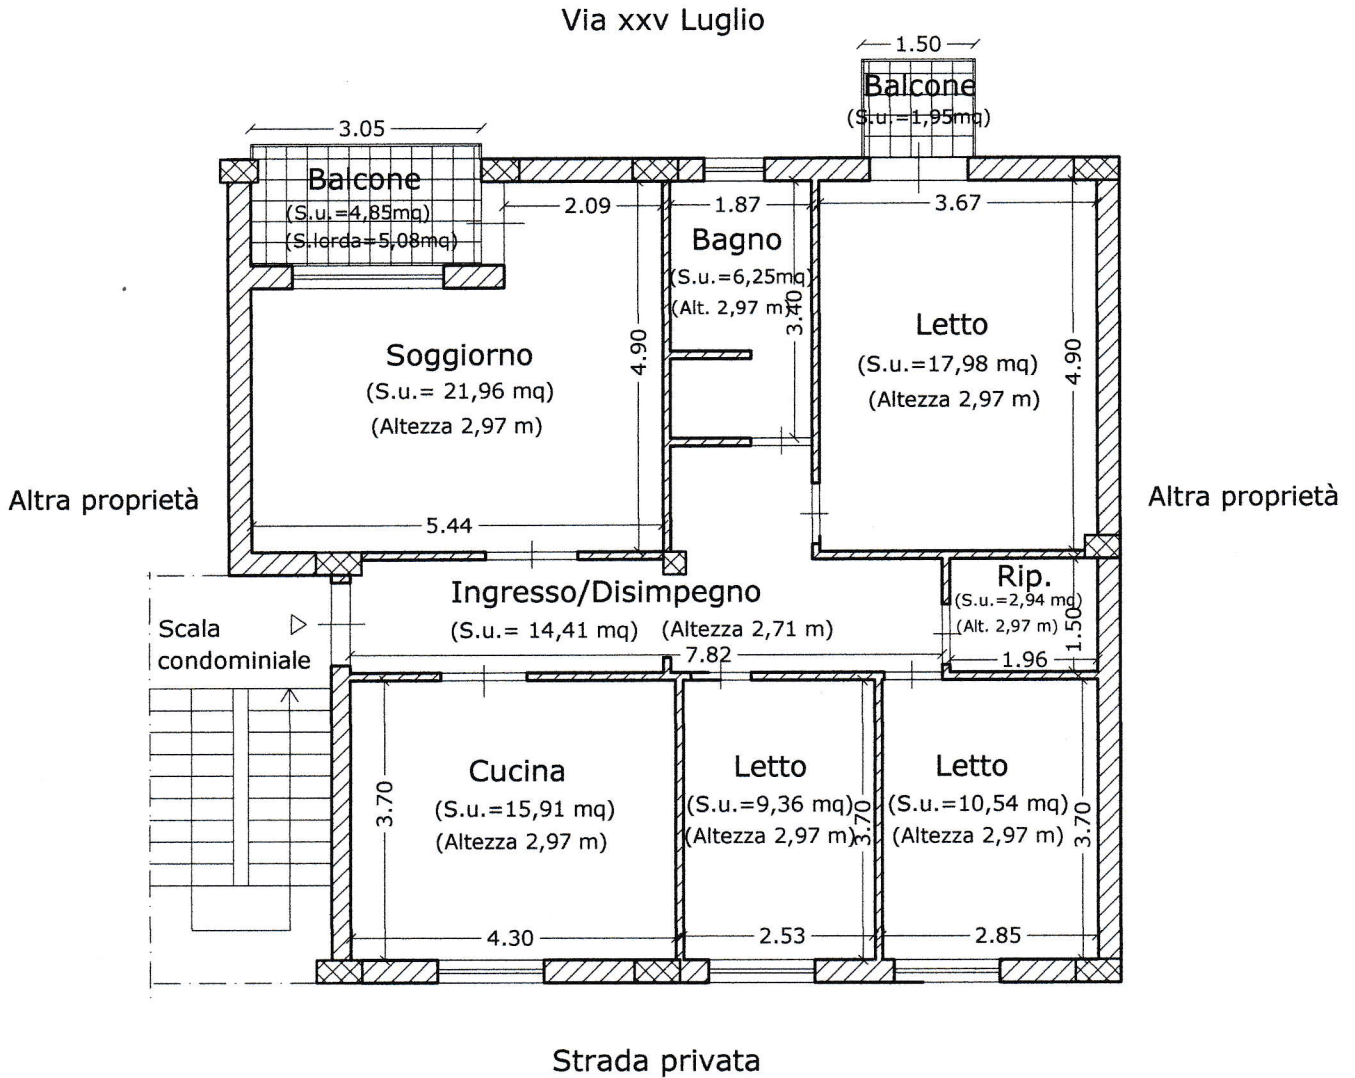 Via xxv Luglio
1.50
Balcone
(S.u.=1,95mq)
3.05
Balcone
(S.u.=4,85mq)
(S.lorda=5,08mq)
2.09
1.87
3.67
Bagno
(S.u.=6,25mq)
(Alt. 2,97 m)
3.40
Letto
(S.u.=17,98 mq)
(Altezza 2,97 m)
4.90
Soggiorno
(S.u.= 21,96 mq)
(Altezza 2,97 m)
4.90
5.44
Altra proprietà
Altra proprietà
Ingresso/Disimpegno
(S.u.= 14,41 mq) (Altezza 2,71 m)
7.82
Rip.
(S.u.=2,94 mq)
(Alt. 2,97 m)
1.50
1.96
Scala
condominiale
Cucina
(S.u.=15,91 mq)
(Altezza 2,97 m)
3.70
4.30
Letto
(S.u.=9,36 mq)
(Altezza 2,97 m)
3.70
2.53
Letto
(S.u.=10,54 mq)
(Altezza 2,97 m)
3.70
2.85
Strada privata